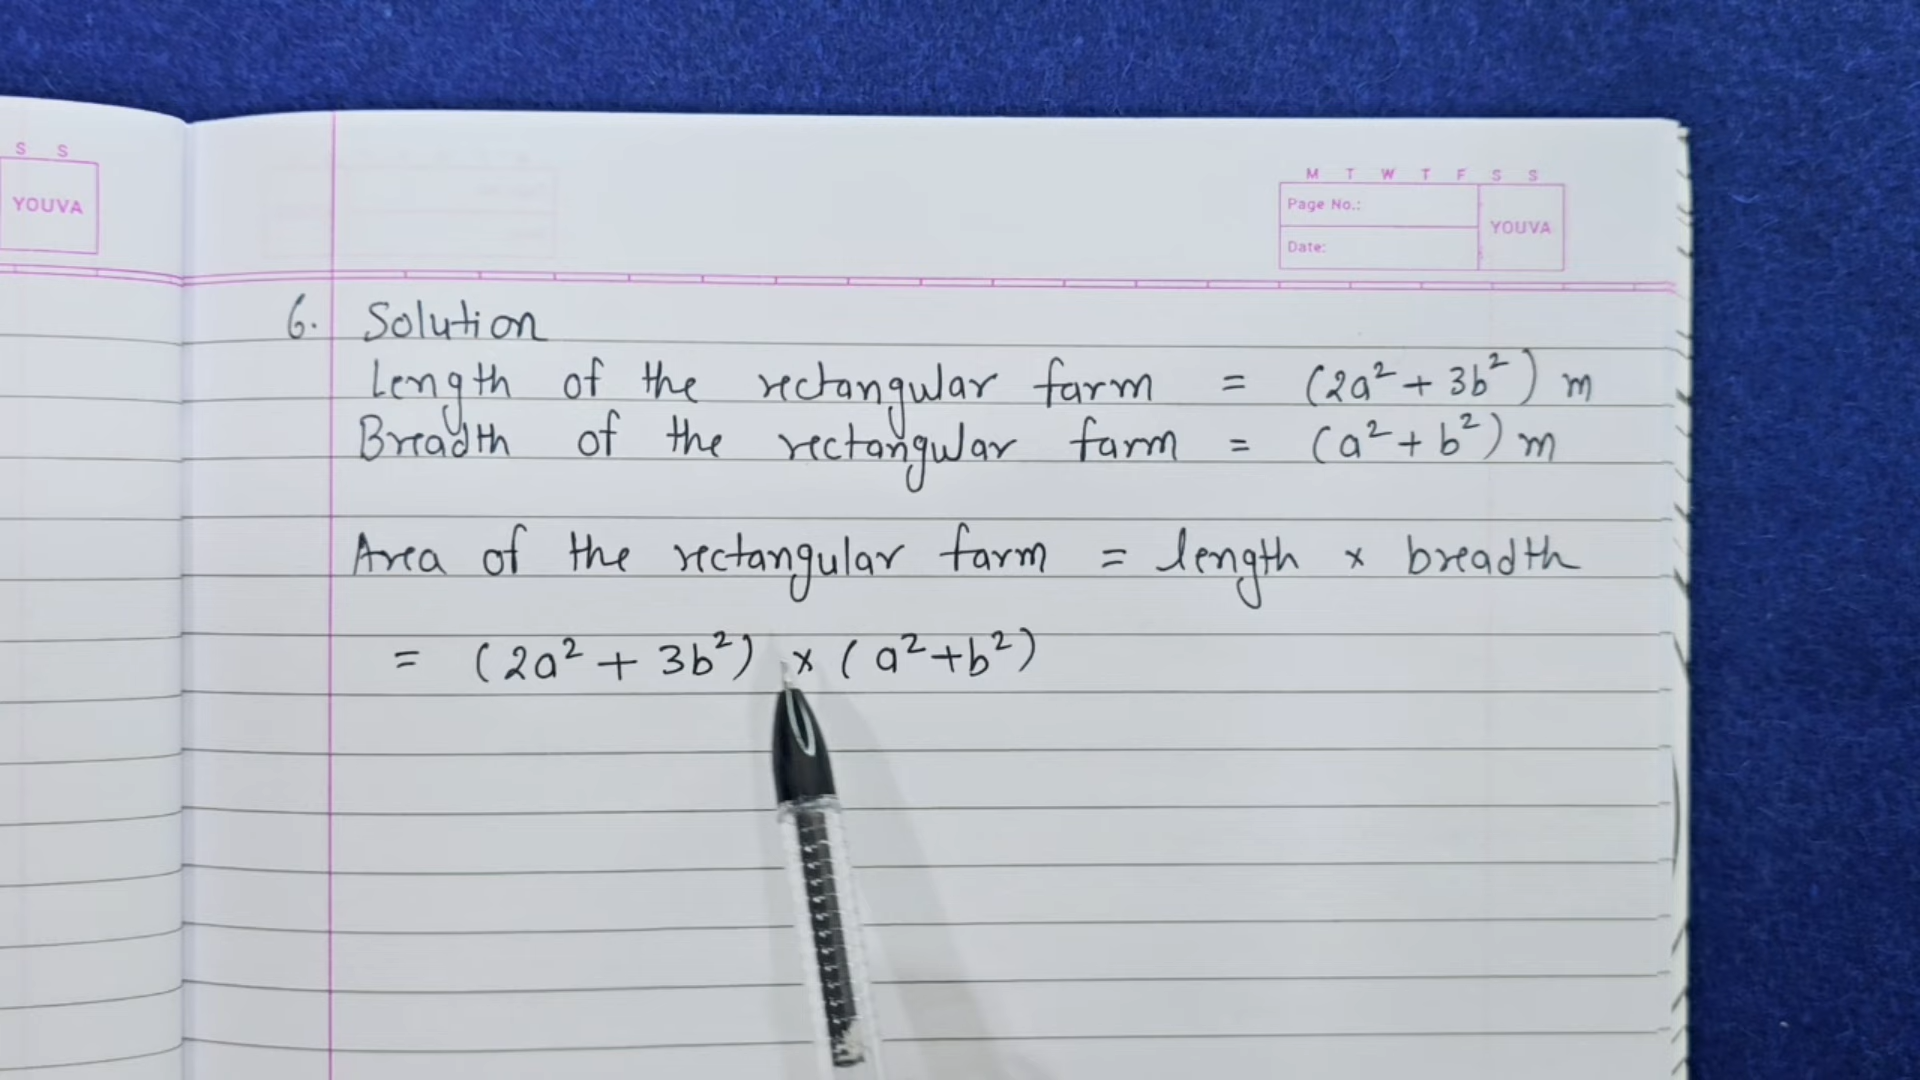 S S
YOUVA
M T W T F S S
Page No.:
YOUVA
Date:
6. Solution
Length of the rectangular farm = (2a² + 3b²) m
Breadth of the rectangular farm = (a² + b²) m
Area of the rectangular farm = length × breadth
= (2a² + 3b²) × (a²+b²)